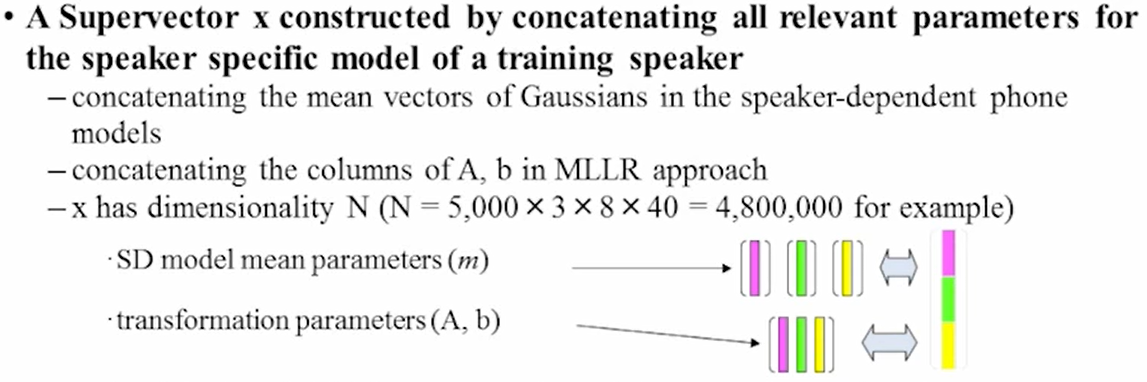 • A Supervector x constructed by concatenating all relevant parameters for
the speaker specific model of a training speaker
– concatenating the mean vectors of Gaussians in the speaker-dependent phone
models
– concatenating the columns of A, b in MLLR approach
– x has dimensionality N (N = 5,000 × 3 × 8 × 40 = 4,800,000 for example)
·SD model mean parameters (m)
·transformation parameters (A, b)